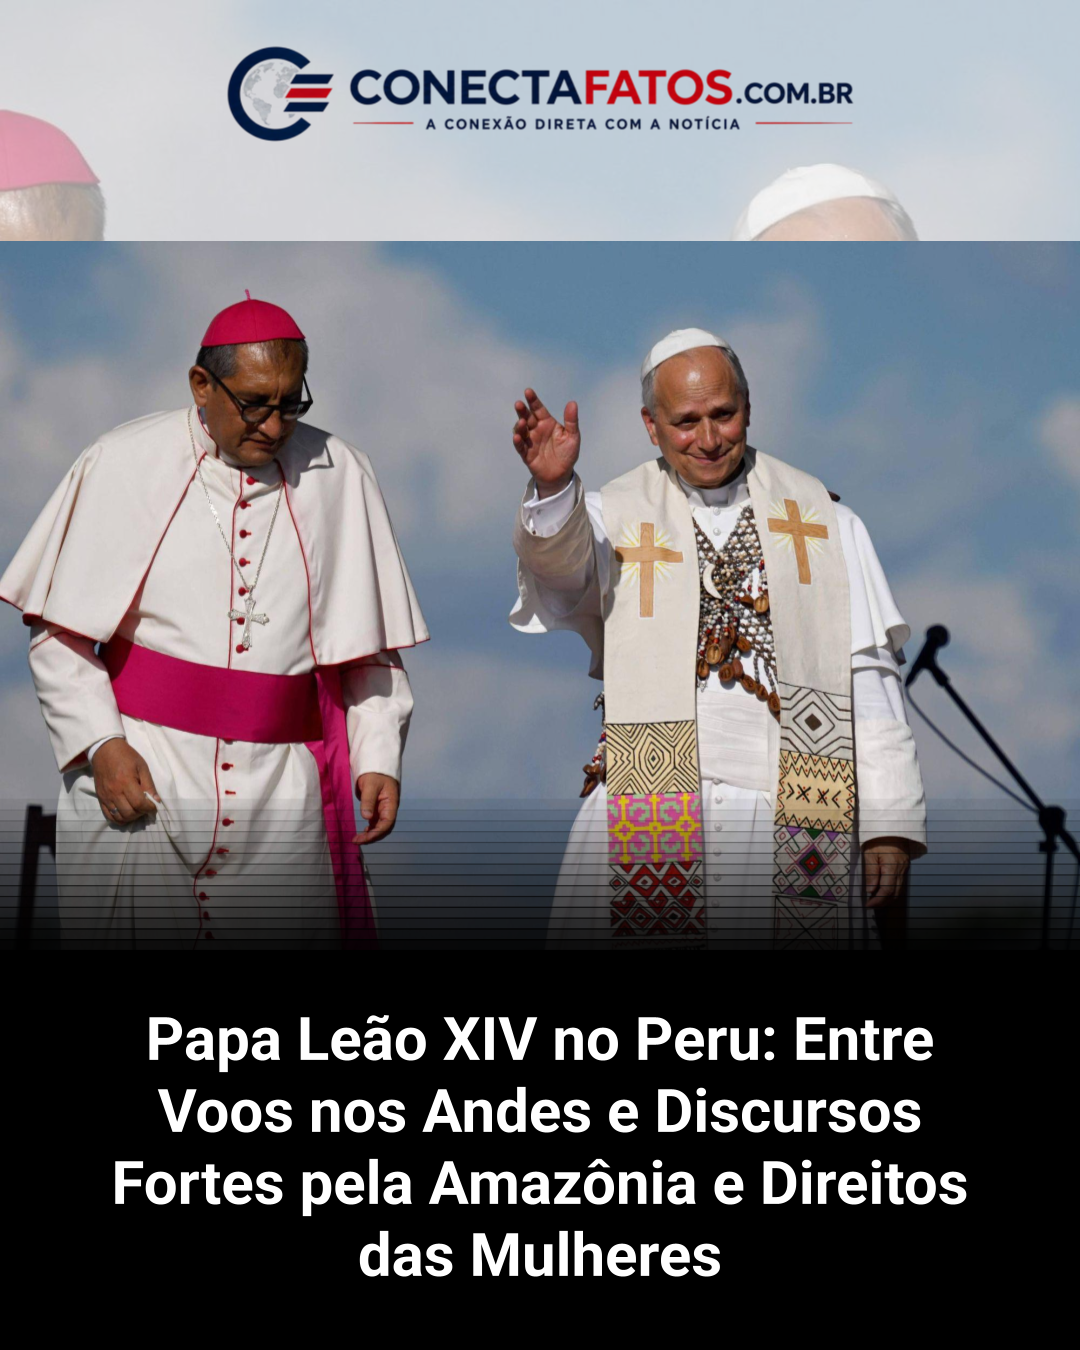 CONECTAFATOS.COM.BR
A CONEXÃO DIRETA COM A NOTÍCIA
Papa Leão XIV no Peru: Entre
Voos nos Andes e Discursos
Fortes pela Amazônia e Direitos
das Mulheres